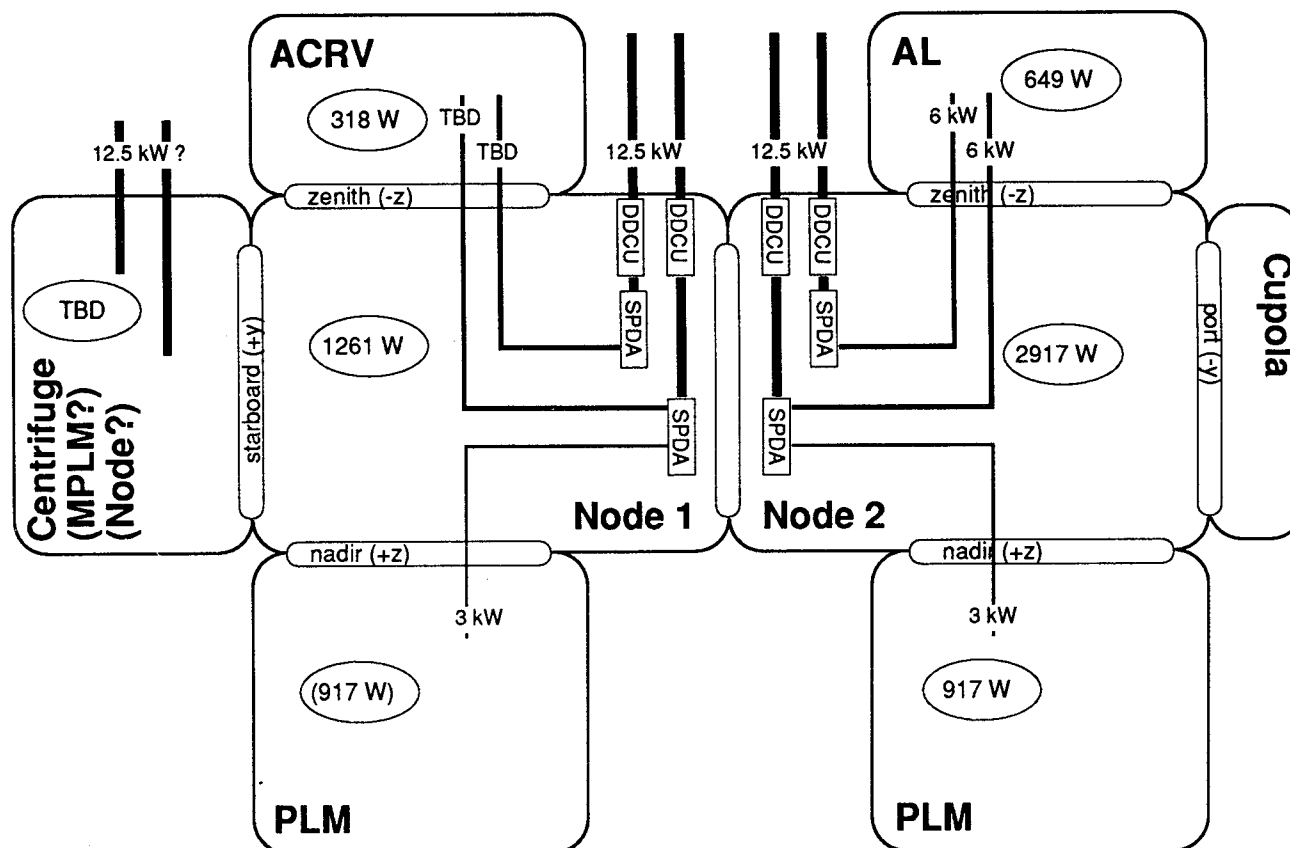 ACRV
318 W
TBD
TBD
zenith (-z)
12.5 kW
12.5 kW
AL
649 W
6 kW
6 kW
zenith (-z)
12.5 kW ?
TBD
Centrifuge
(MPLM?)
(Node?)
starboard (+y)
1261 W
DDCU
DDCU
SPDA
SPDA
Node 1
nadir (+z)
DDCU
DDCU
SPDA
SPDA
2917 W
Node 2
nadir (+z)
port (-y)
Cupola
3 kW
(917 W)
PLM
3 kW
917 W
PLM